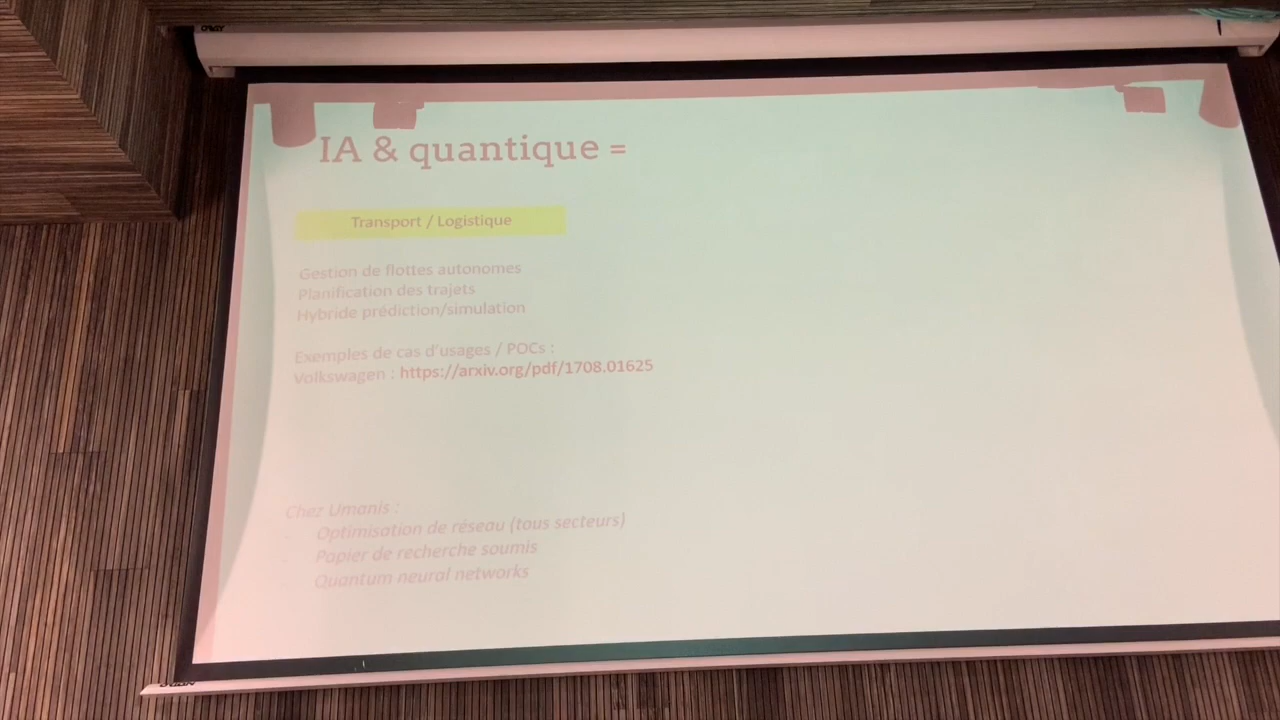 IA & quantique =
Transport / Logistique
Gestion de flottes autonomes
Planification des trajets
Hybride prédiction/simulation
Exemples de cas d'usages / POCs :
Volkswagen : https://arxiv.org/pdf/1708.01625
Chez Umanis :
Optimisation de réseau (tous secteurs)
Papier de recherche soumis
Quantum neural networks